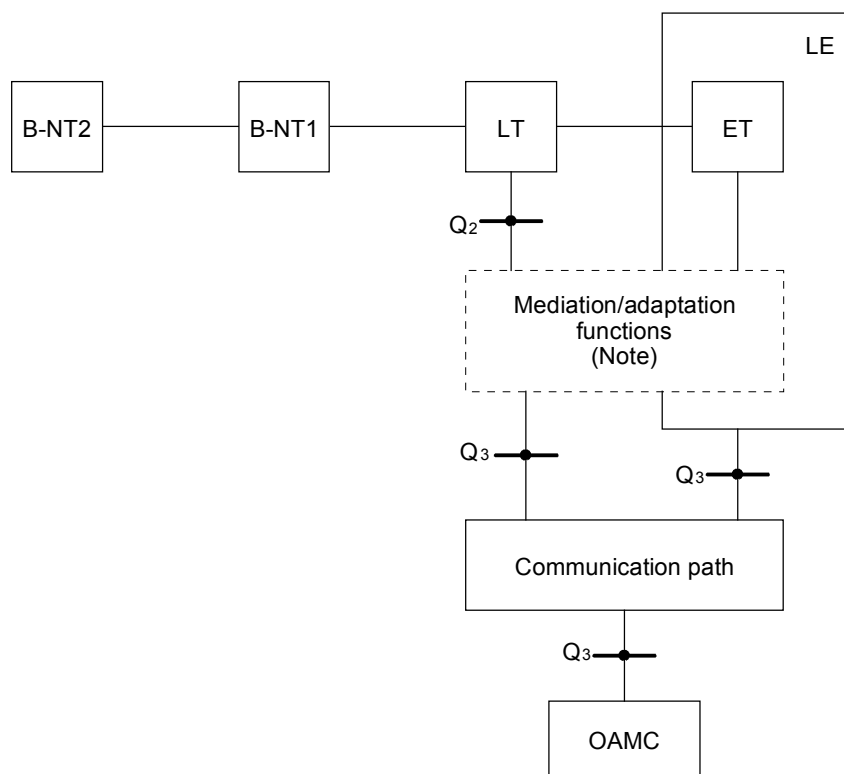 LE
B-NT2
B-NT1
LT
ET
Q2
Mediation/adaptation
functions
(Note)
Q3
Q3
Communication path
Q3
OAMC